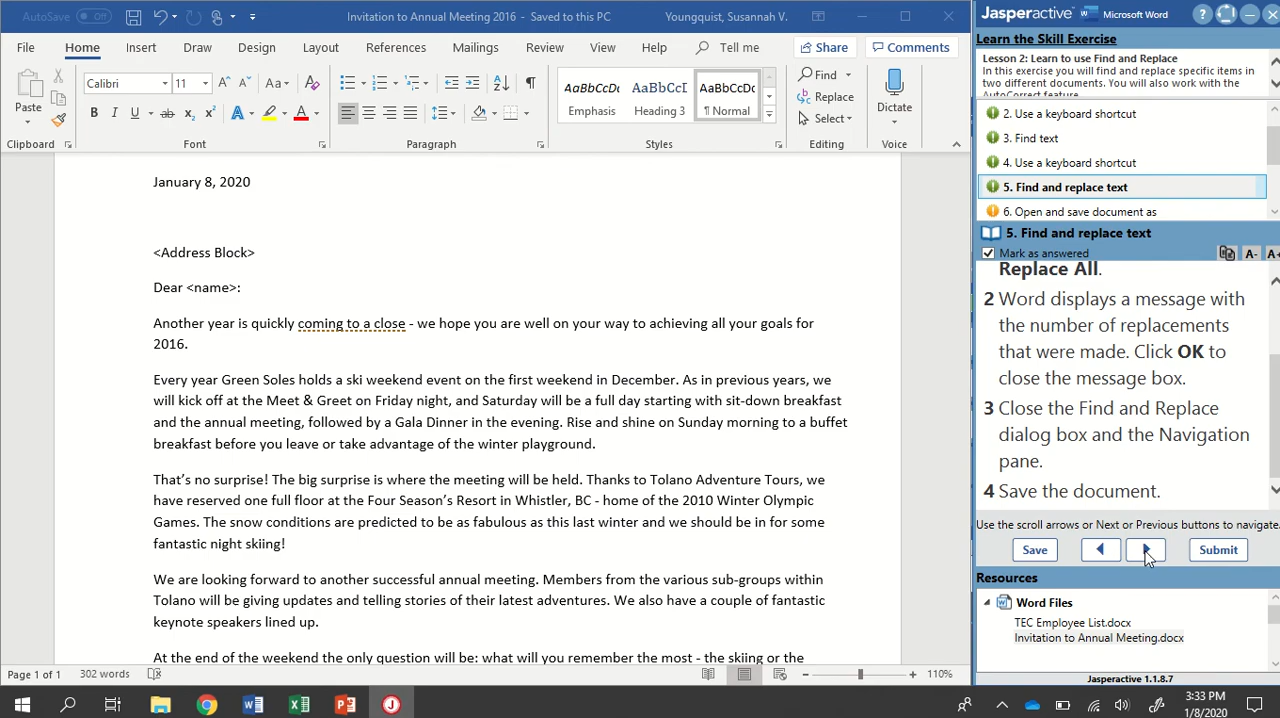 AutoSave Off
Invitation to Annual Meeting 2016 - Saved to this PC
Youngquist, Susannah V.
File Home Insert Draw Design Layout References Mailings Review View Help Tell me Share Comments
Paste
Calibri 11 Aa
B I U ab x₂ x² A A
AaBbCcDc AaBbCcI AaBbCcDc
Emphasis Heading 3 ¶ Normal
Find
Replace
Select
Dictate
Clipboard Font Paragraph Styles Editing Voice
January 8, 2020
<Address Block>
Dear <name>:
Another year is quickly coming to a close - we hope you are well on your way to achieving all your goals for
2016.
Every year Green Soles holds a ski weekend event on the first weekend in December. As in previous years, we
will kick off at the Meet & Greet on Friday night, and Saturday will be a full day starting with sit-down breakfast
and the annual meeting, followed by a Gala Dinner in the evening. Rise and shine on Sunday morning to a buffet
breakfast before you leave or take advantage of the winter playground.
That's no surprise! The big surprise is where the meeting will be held. Thanks to Tolano Adventure Tours, we
have reserved one full floor at the Four Season's Resort in Whistler, BC - home of the 2010 Winter Olympic
Games. The snow conditions are predicted to be as fabulous as this last winter and we should be in for some
fantastic night skiing!
We are looking forward to another successful annual meeting. Members from the various sub-groups within
Tolano will be giving updates and telling stories of their latest adventures. We also have a couple of fantastic
keynote speakers lined up.
At the end of the weekend the only question will be: what will you remember the most - the skiing or the
Page 1 of 1 302 words 110%
Jasperactive Microsoft Word
Learn the Skill Exercise
Lesson 2: Learn to use Find and Replace
In this exercise you will find and replace specific items in
two different documents. You will also work with the
AutoCorrect feature.
2. Use a keyboard shortcut
3. Find text
4. Use a keyboard shortcut
5. Find and replace text
6. Open and save document as
5. Find and replace text
Mark as answered A- A+
Replace All.
2 Word displays a message with
the number of replacements
that were made. Click OK to
close the message box.
3 Close the Find and Replace
dialog box and the Navigation
pane.
4 Save the document.
Use the scroll arrows or Next or Previous buttons to navigate.
Save Submit
Resources
Word Files
TEC Employee List.docx
Invitation to Annual Meeting.docx
Jasperactive 1.1.8.7
3:33 PM
1/8/2020